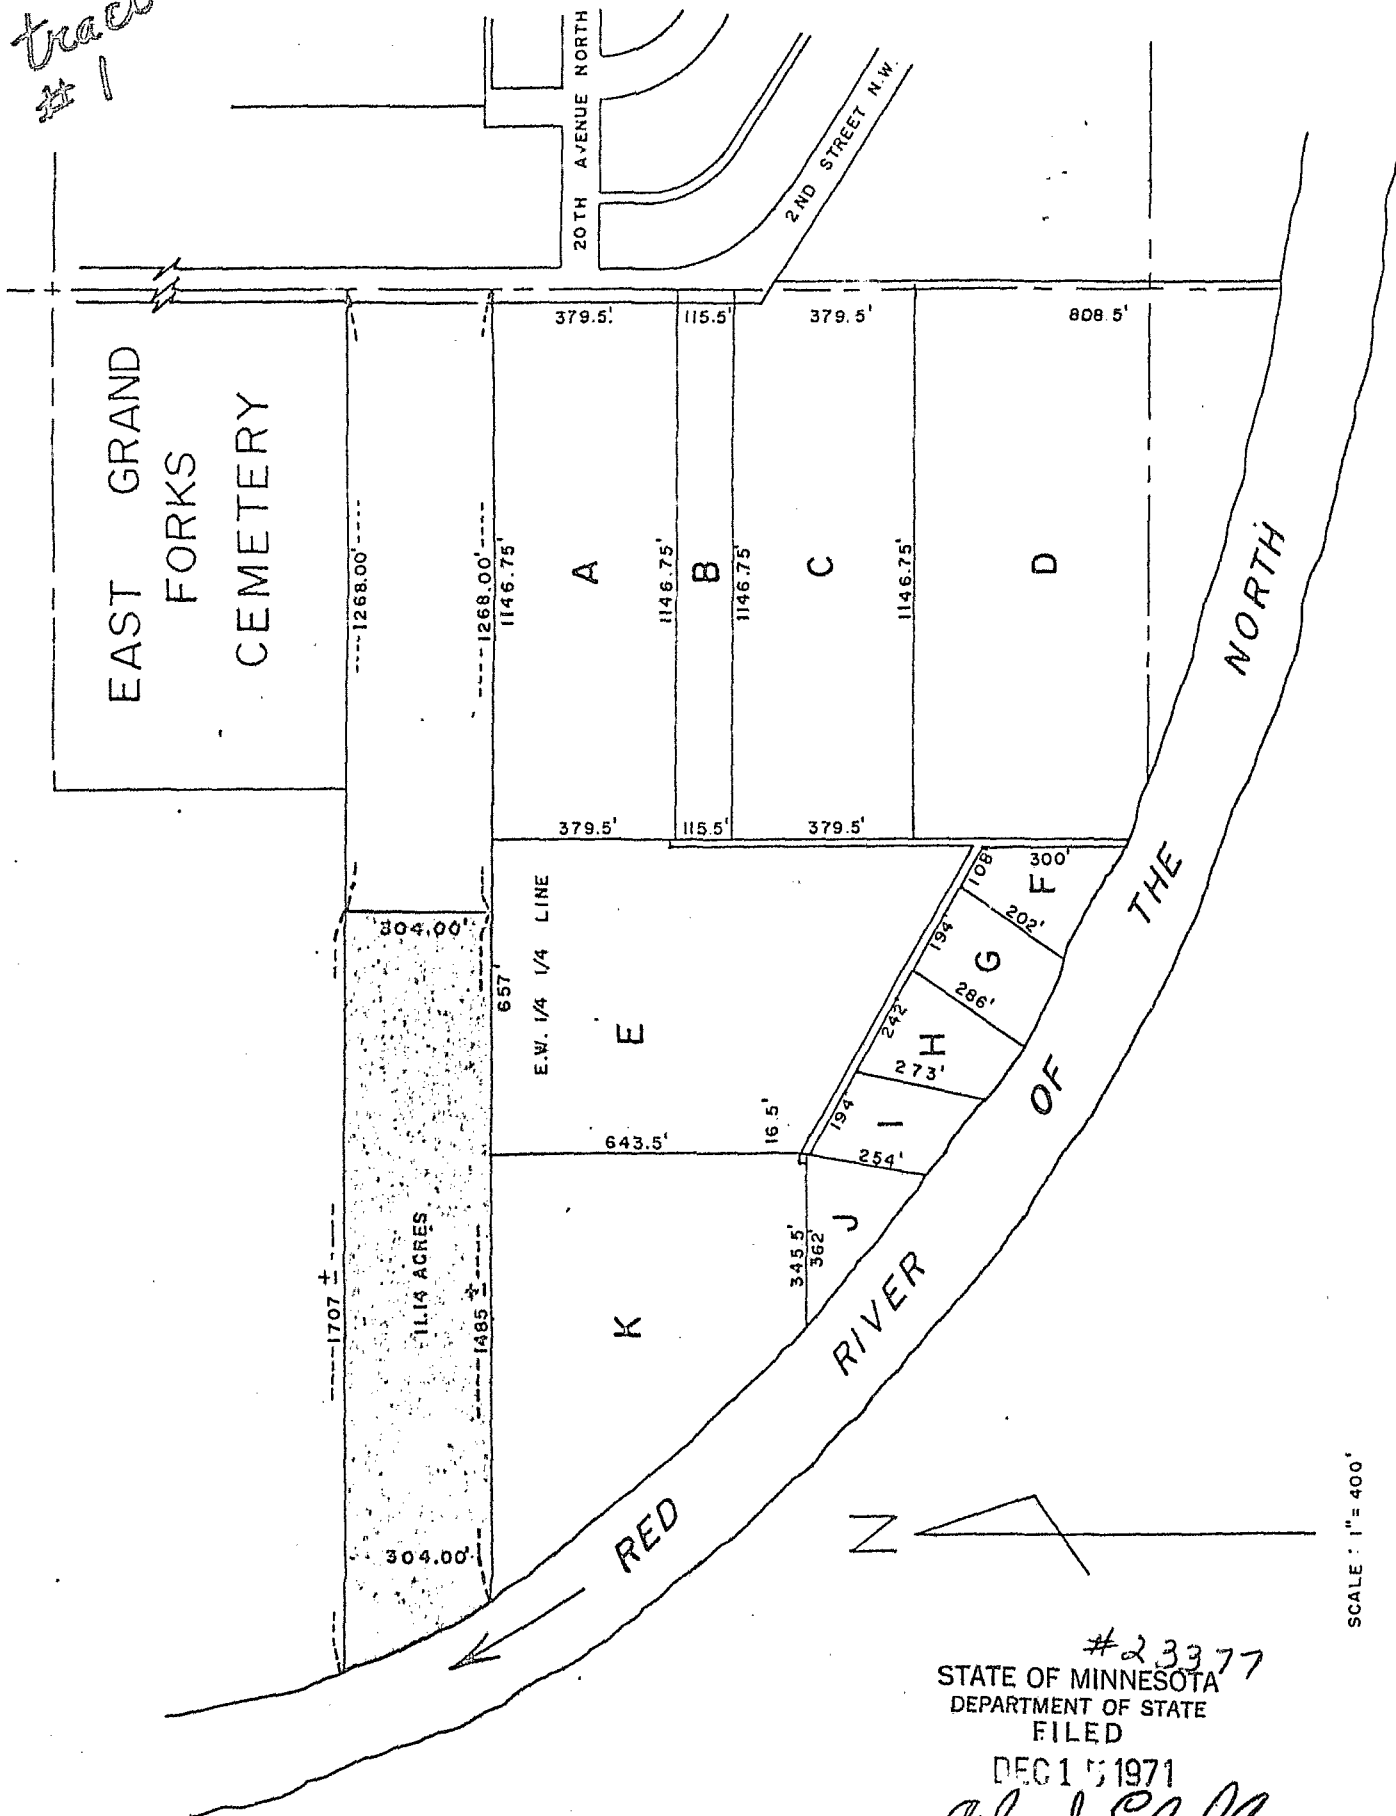 tract
# 1
20TH AVENUE NORTH
2ND STREET N.W.
EAST GRAND
FORKS
CEMETERY
379.5'
115.5'
379.5'
808.5'
1268.00'
1268.00'
1146.75'
A
1146.75'
B
1146.75'
C
1146.75'
D
379.5'
115.5'
379.5'
304.00'
657'
E.W. 1/4 1/4 LINE
E
643.5'
16.5'
108'
300'
F
202'
194'
G
286'
242'
H
273'
194'
I
254'
J
345.5'
362'
K
1707 ±
11.14 ACRES
1485 ±
304.00'
RED RIVER OF THE NORTH
N
SCALE : 1" = 400'
#23377
STATE OF MINNESOTA
DEPARTMENT OF STATE
FILED
DEC 15 1971